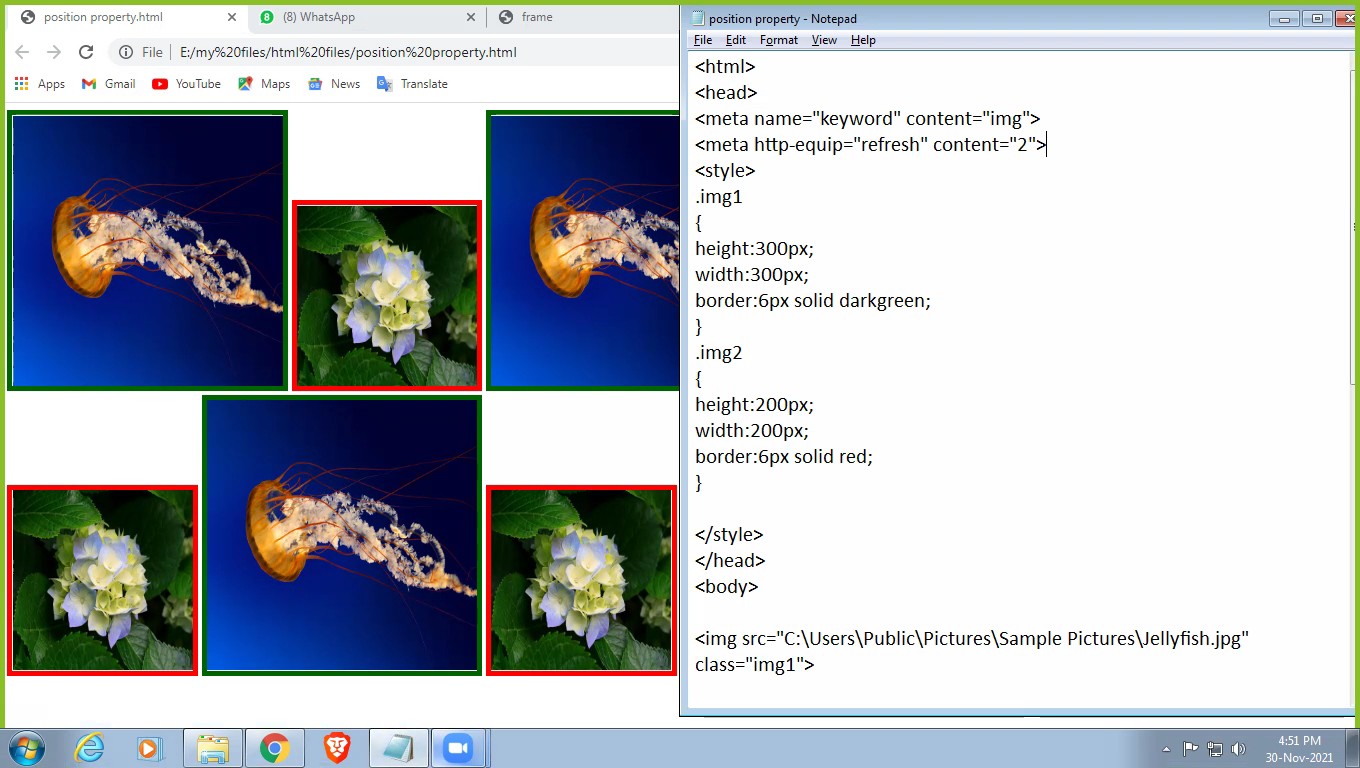 position property.html
(8) WhatsApp
frame
File
E:/my%20files/html%20files/position%20property.html
Apps
Gmail
YouTube
Maps
News
Translate
position property - Notepad
File Edit Format View Help
<html>
<head>
<meta name="keyword" content="img">
<meta http-equip="refresh" content="2">
<style>
.img1
{
height:300px;
width:300px;
border:6px solid darkgreen;
}
.img2
{
height:200px;
width:200px;
border:6px solid red;
}
</style>
</head>
<body>
<img src="C:\Users\Public\Pictures\Sample Pictures\Jellyfish.jpg"
class="img1">
4:51 PM
30-Nov-2021